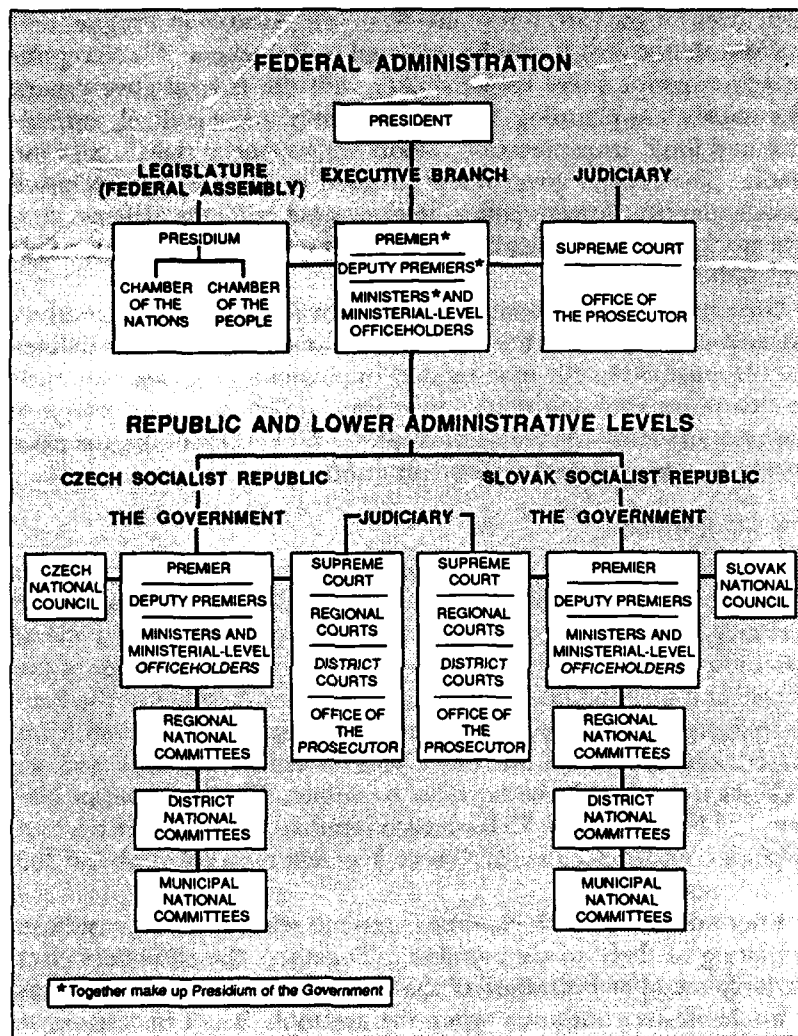 FEDERAL ADMINISTRATION
PRESIDENT
LEGISLATURE
(FEDERAL ASSEMBLY)
EXECUTIVE BRANCH
JUDICIARY
PRESIDIUM
CHAMBER
OF THE
NATIONS
CHAMBER
OF THE
PEOPLE
PREMIER*
DEPUTY PREMIERS*
MINISTERS* AND
MINISTERIAL-LEVEL
OFFICEHOLDERS
SUPREME COURT
OFFICE OF
THE PROSECUTOR
REPUBLIC AND LOWER ADMINISTRATIVE LEVELS
CZECH SOCIALIST REPUBLIC
SLOVAK SOCIALIST REPUBLIC
THE GOVERNMENT
JUDICIARY
THE GOVERNMENT
CZECH
NATIONAL
COUNCIL
PREMIER
DEPUTY PREMIERS
MINISTERS AND
MINISTERIAL-LEVEL
OFFICEHOLDERS
SUPREME
COURT
REGIONAL
COURTS
DISTRICT
COURTS
OFFICE OF
THE
PROSECUTOR
SUPREME
COURT
REGIONAL
COURTS
DISTRICT
COURTS
OFFICE OF
THE
PROSECUTOR
PREMIER
DEPUTY PREMIERS
MINISTERS AND
MINISTERIAL-LEVEL
OFFICEHOLDERS
SLOVAK
NATIONAL
COUNCIL
REGIONAL
NATIONAL
COMMITTEES
REGIONAL
NATIONAL
COMMITTEES
DISTRICT
NATIONAL
COMMITTEES
DISTRICT
NATIONAL
COMMITTEES
MUNICIPAL
NATIONAL
COMMITTEES
MUNICIPAL
NATIONAL
COMMITTEES
* Together make up Presidium of the Government